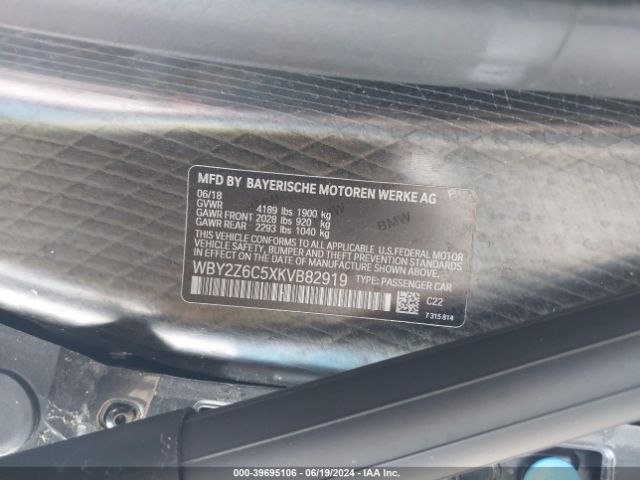 MFD BY BAYERISCHE MOTOREN WERKE AG
06/18
GVWR 4189 lbs 1900 kg
GAWR FRONT 2028 lbs 920 kg
GAWR REAR 2293 lbs 1040 kg
THIS VEHICLE CONFORMS TO ALL APPLICABLE U.S.FEDERAL MOTOR
VEHICLE SAFETY, BUMPER AND THEFT PREVENTION STANDARDS
IN EFFECT ON THE DATE OF MANUFACTURE SHOWN ABOVE.
WBY2Z6C5XKVB82919 TYPE: PASSENGER CAR
C22
7 315 814
BMW
000-39695106 - 06/19/2024 - IAA Inc.